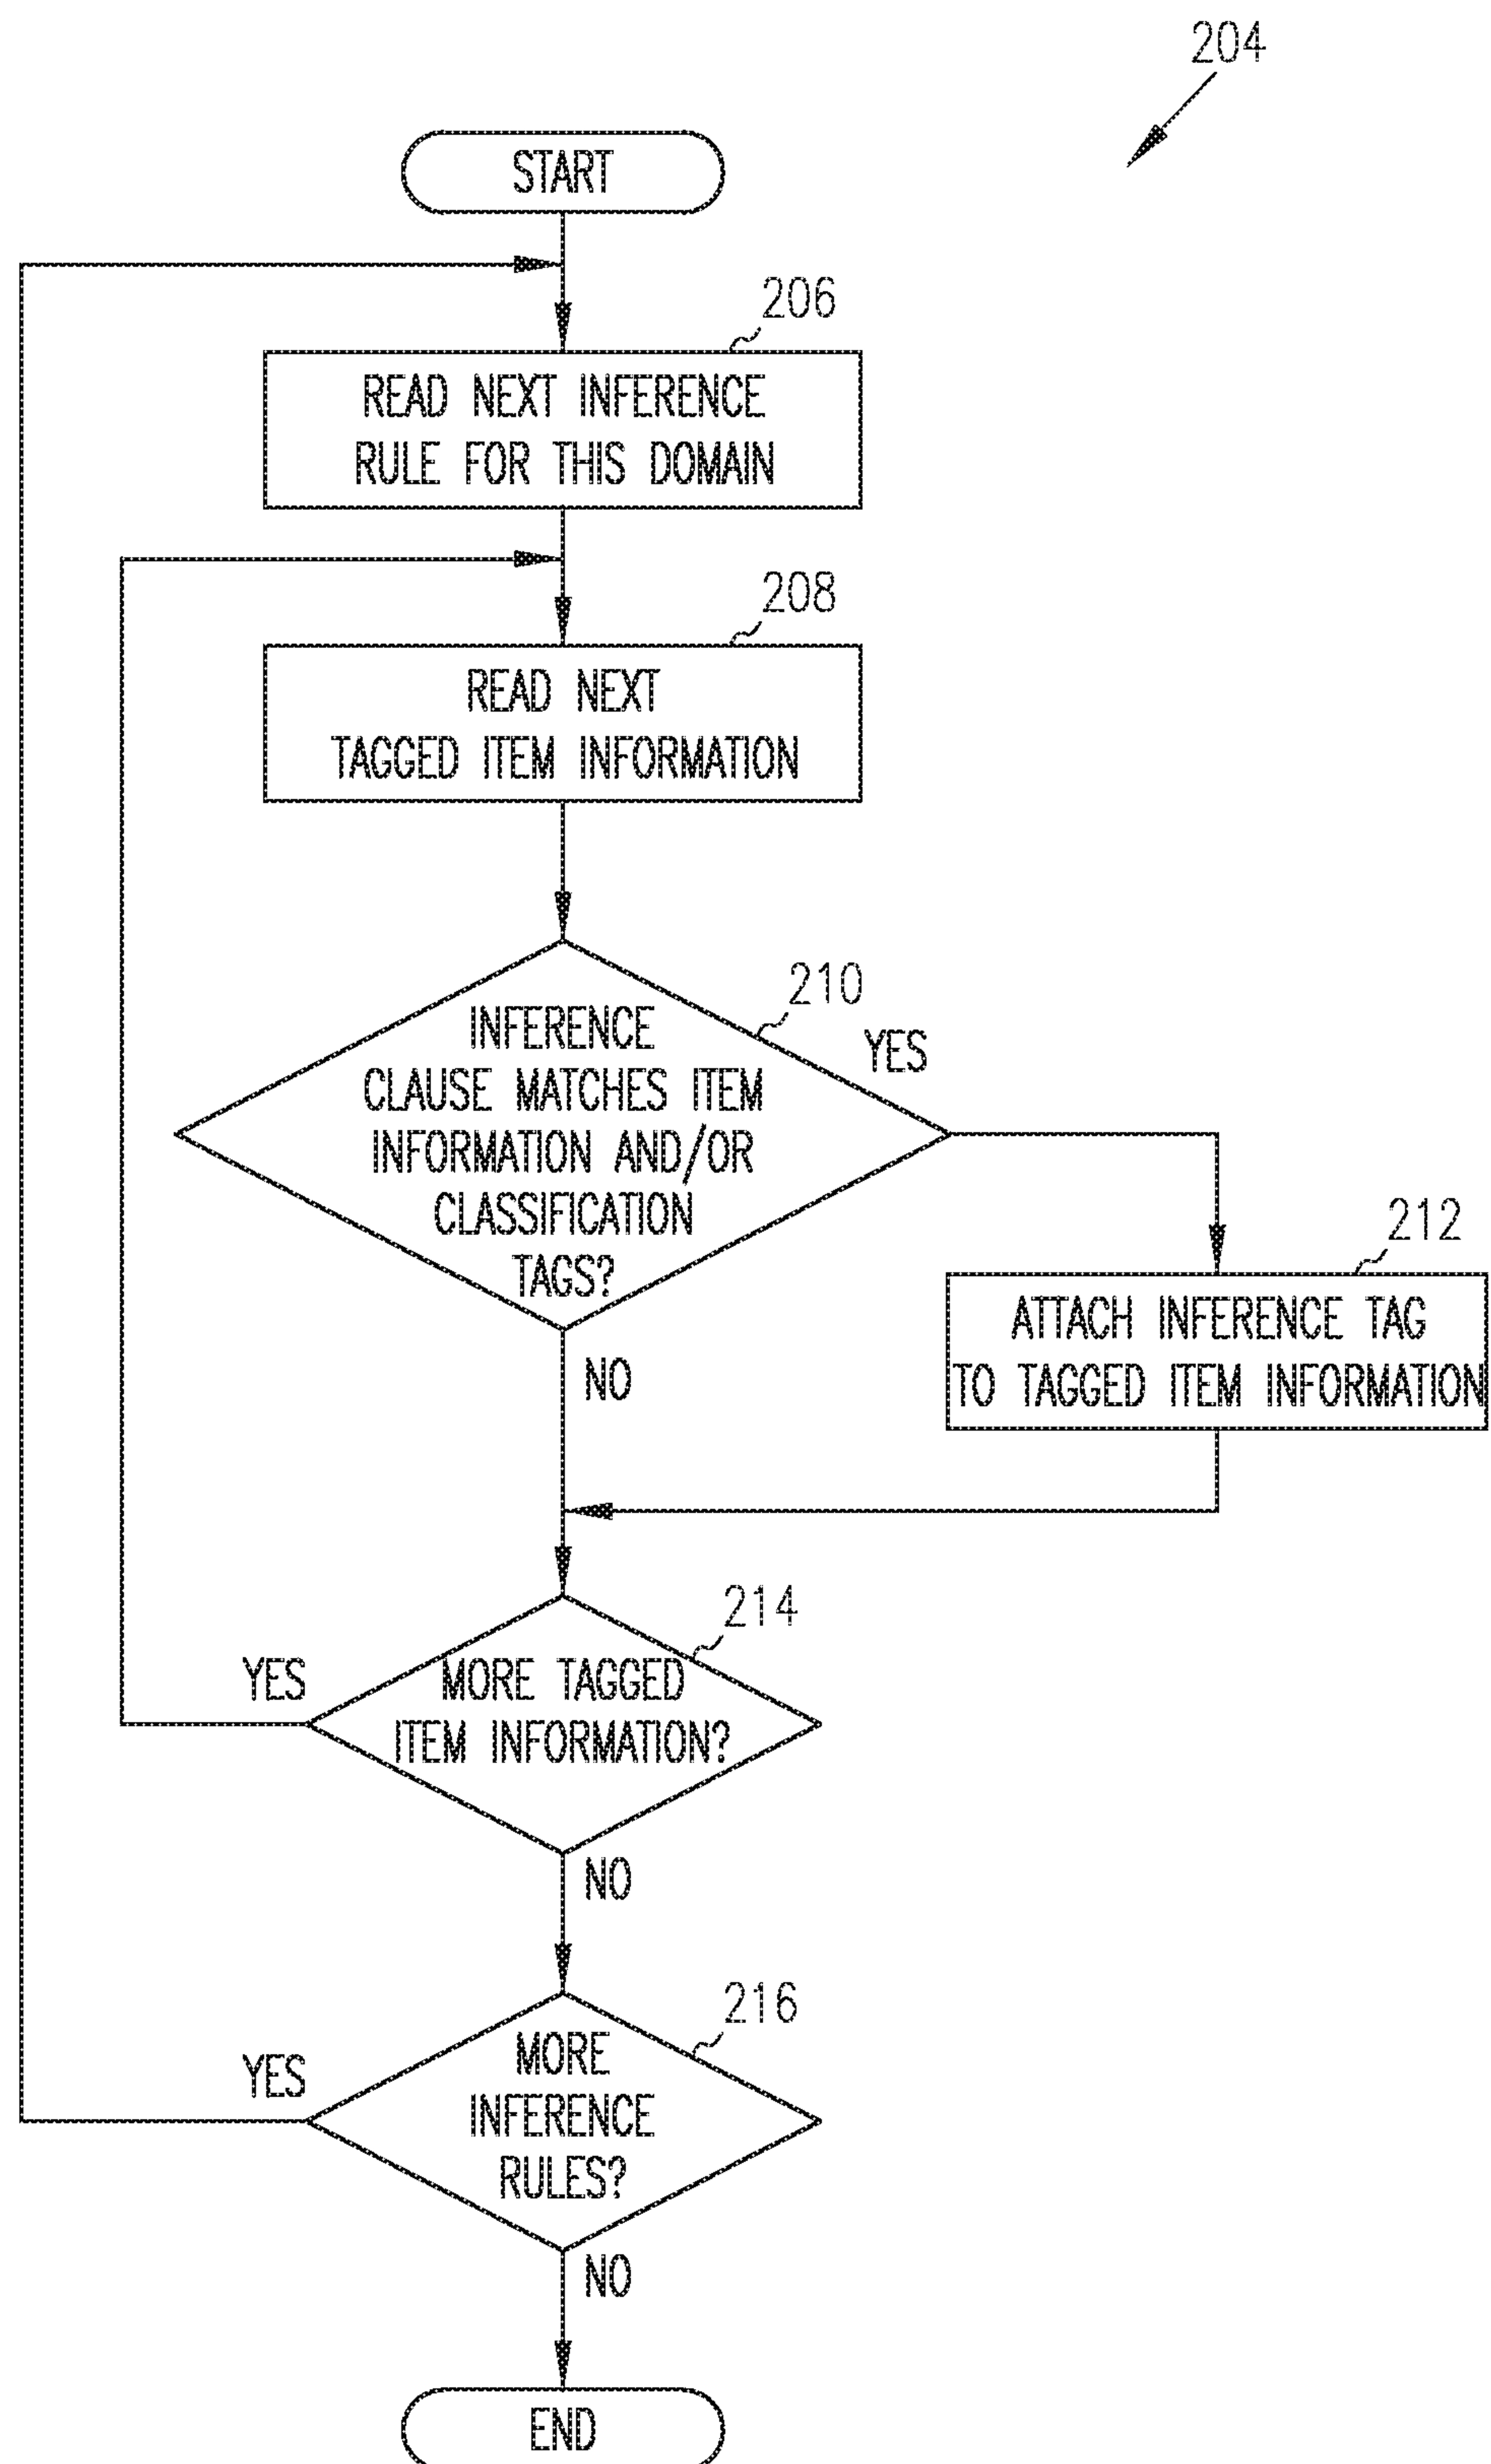 204
START
206
READ NEXT INFERENCE
RULE FOR THIS DOMAIN
208
READ NEXT
TAGGED ITEM INFORMATION
210
INFERENCE
CLAUSE MATCHES ITEM
INFORMATION AND/OR
CLASSIFICATION
TAGS?
YES
212
ATTACH INFERENCE TAG
TO TAGGED ITEM INFORMATION
NO
214
MORE TAGGED
ITEM INFORMATION?
YES
NO
216
MORE
INFERENCE
RULES?
YES
NO
END